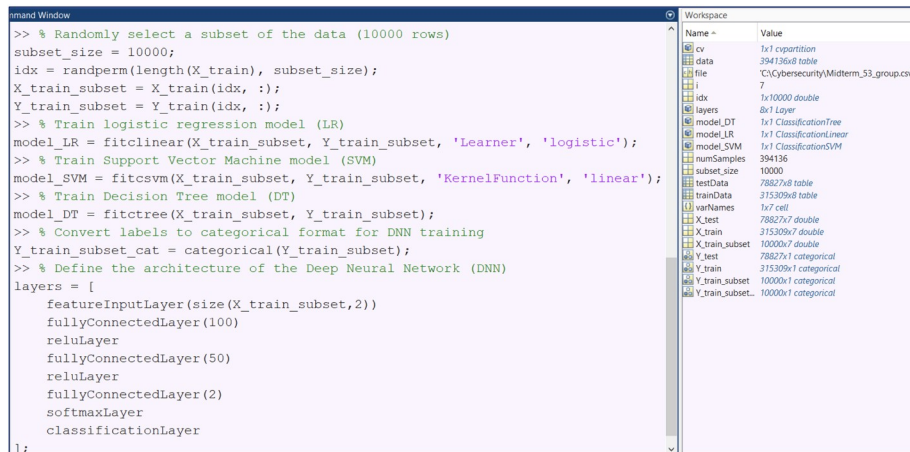 mmand Window
>> % Randomly select a subset of the data (10000 rows)
subset_size = 10000;
idx = randperm(length(X_train), subset_size);
X_train_subset = X_train(idx, :);
Y_train_subset = Y_train(idx, :);
>> % Train logistic regression model (LR)
model_LR = fitclinear(X_train_subset, Y_train_subset, 'Learner', 'logistic');
>> % Train Support Vector Machine model (SVM)
model_SVM = fitcsvm(X_train_subset, Y_train_subset, 'KernelFunction', 'linear');
>> % Train Decision Tree model (DT)
model_DT = fitctree(X_train_subset, Y_train_subset);
>> % Convert labels to categorical format for DNN training
Y_train_subset_cat = categorical(Y_train_subset);
>> % Define the architecture of the Deep Neural Network (DNN)
layers = [
    featureInputLayer(size(X_train_subset,2))
    fullyConnectedLayer(100)
    reluLayer
    fullyConnectedLayer(50)
    reluLayer
    fullyConnectedLayer(2)
    softmaxLayer
    classificationLayer
];
Workspace
Name Value
cv 1x1 cvpartition
data 394136x8 table
file 'C:\Cybersecurity\Midterm_53_group.csv
i 7
idx 1x10000 double
layers 8x1 Layer
model_DT 1x1 ClassificationTree
model_LR 1x1 ClassificationLinear
model_SVM 1x1 ClassificationSVM
numSamples 394136
subset_size 10000
testData 78827x8 table
trainData 315309x8 table
varNames 1x7 cell
X_test 78827x7 double
X_train 315309x7 double
X_train_subset 10000x7 double
Y_test 78827x1 categorical
Y_train 315309x1 categorical
Y_train_subset 10000x1 categorical
Y_train_subset... 10000x1 categorical